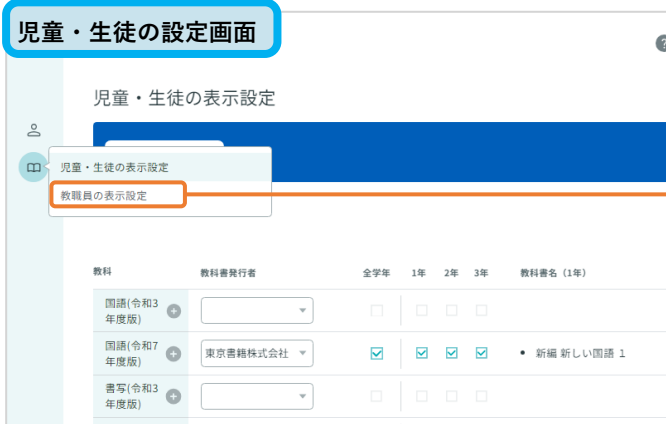 児童・生徒の設定画面
?
児童・生徒の表示設定
児童・生徒の表示設定
教職員の表示設定
教科 教科書発行者 全学年 1年 2年 3年 教科書名（1年）
国語(令和3
年度版)
国語(令和7
年度版) 東京書籍株式会社 • 新編 新しい国語 1
書写(令和3
年度版)